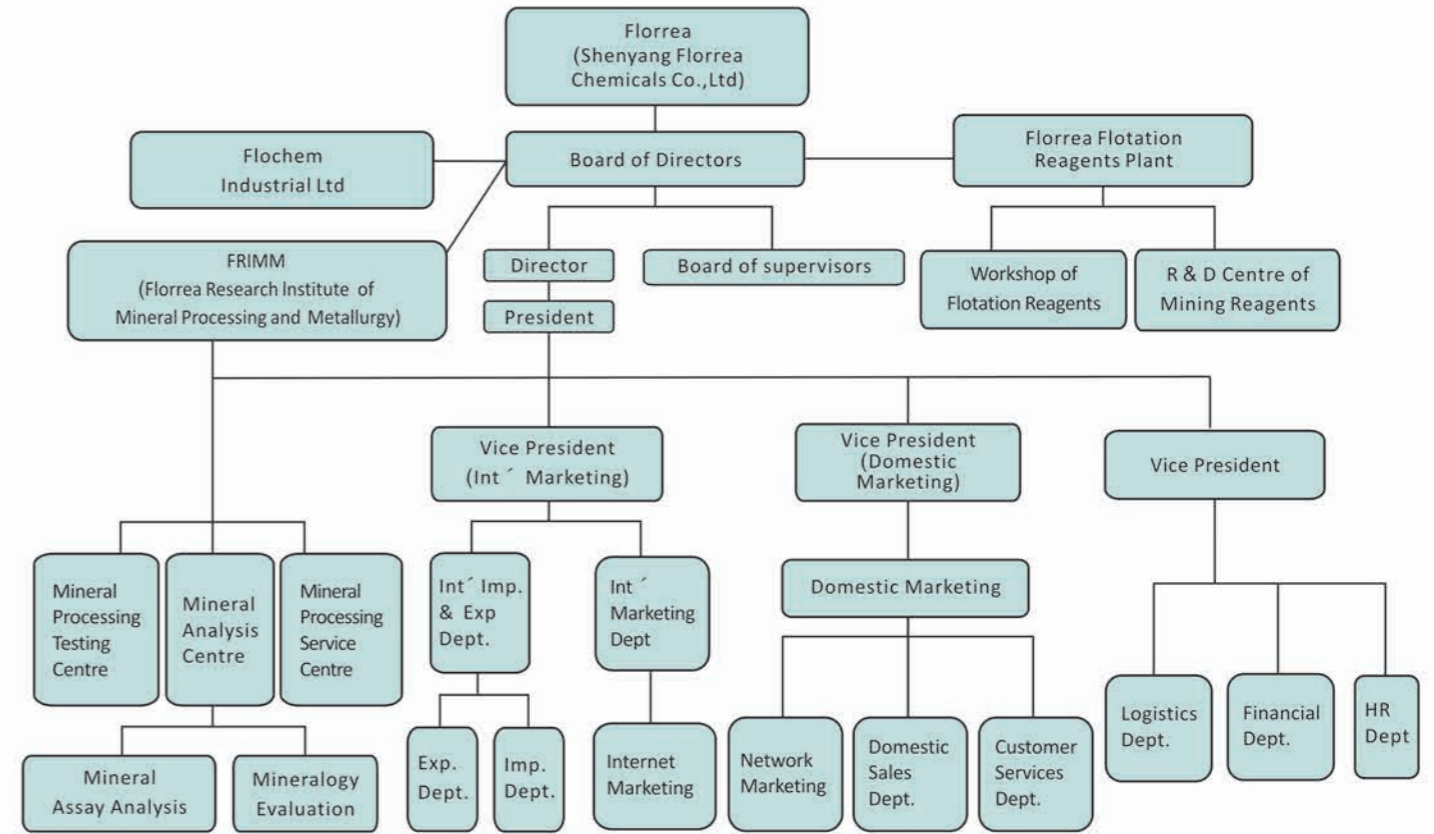 Florrea
(Shenyang Florrea
Chemicals Co.,Ltd)
Flochem
Industrial Ltd
Board of Directors
Florrea Flotation
Reagents Plant
FRIMM
(Florrea Research Institute of
Mineral Processing and Metallurgy)
Director
Board of supervisors
President
Workshop of
Flotation Reagents
R & D Centre of
Mining Reagents
Vice President
(Int´ Marketing)
Vice President
(Domestic
Marketing)
Vice President
Mineral
Processing
Testing
Centre
Mineral
Analysis
Centre
Mineral
Processing
Service
Centre
Int´ Imp.
& Exp
Dept.
Int´
Marketing
Dept
Domestic Marketing
Mineral
Assay Analysis
Mineralogy
Evaluation
Exp.
Dept.
Imp.
Dept.
Internet
Marketing
Network
Marketing
Domestic
Sales
Dept.
Customer
Services
Dept.
Logistics
Dept.
Financial
Dept.
HR
Dept